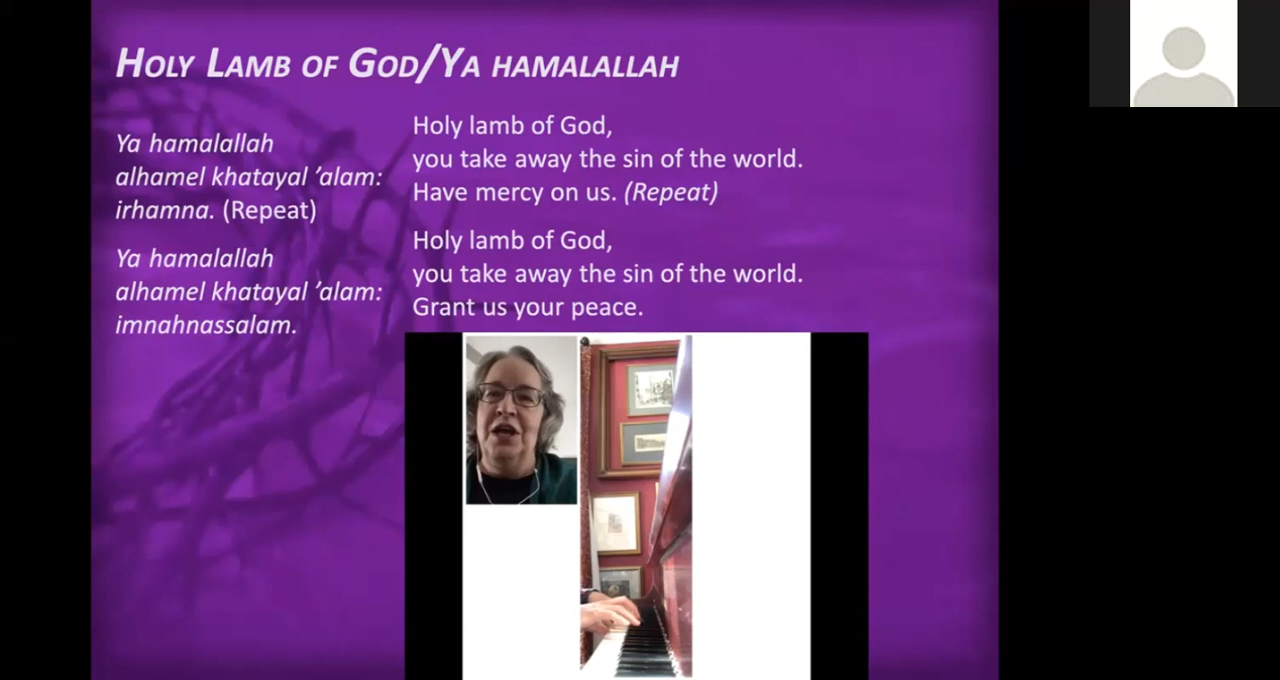 HOLY LAMB OF GOD/YA HAMALALLAH
Ya hamalallah
alhamel khatayal ’alam:
irhamna. (Repeat)
Ya hamalallah
alhamel khatayal ’alam:
imnahnassalam.
Holy lamb of God,
you take away the sin of the world.
Have mercy on us. (Repeat)
Holy lamb of God,
you take away the sin of the world.
Grant us your peace.